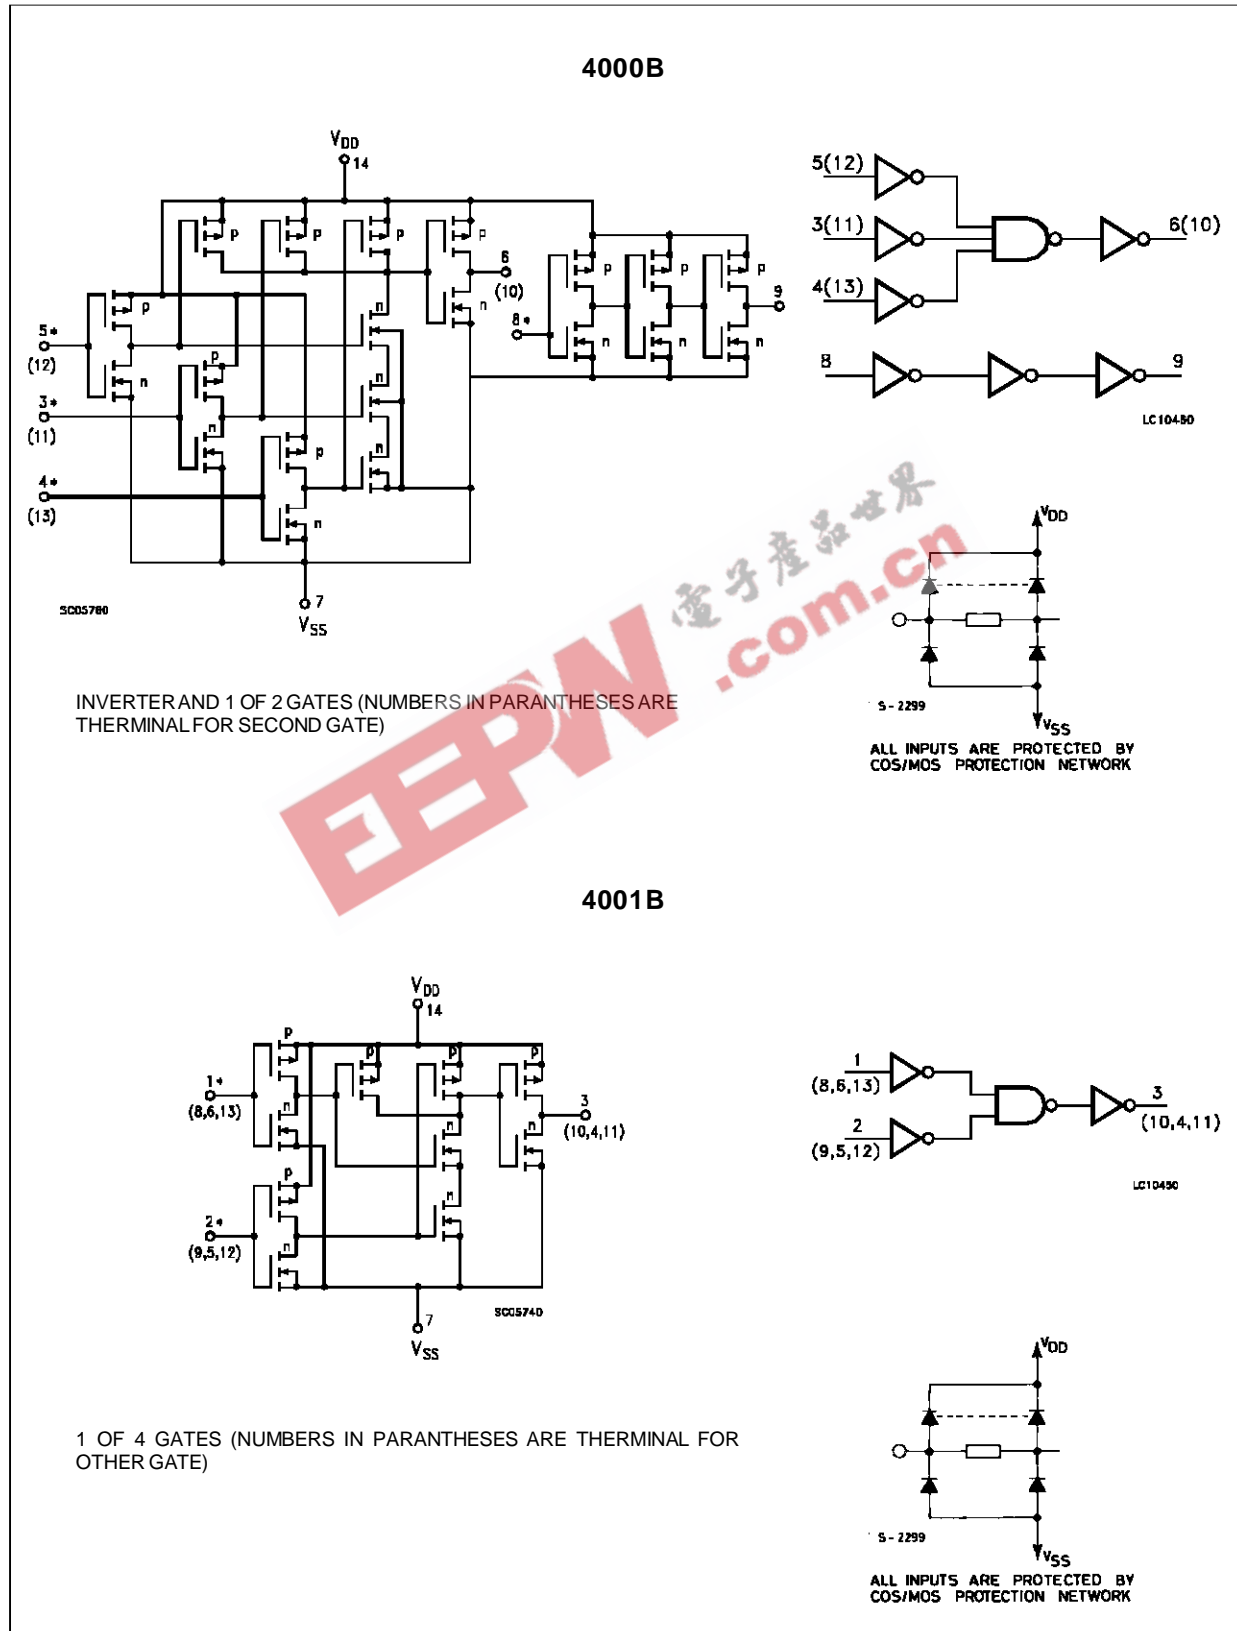 4000B
VDD
14
p
p
p
p
6
(10)
n
p
n
5*
(12)
p
n
3*
(11)
n
p
n
n
4*
(13)
n
8*
p
p
p
9
n
n
n
7
VSS
SC05780
5(12)
3(11)
6(10)
4(13)
8
9
LC10450
VDD
S-2299
VSS
ALL INPUTS ARE PROTECTED BY
COS/MOS PROTECTION NETWORK
INVERTER AND 1 OF 2 GATES (NUMBERS IN PARANTHESES ARE
THERMINAL FOR SECOND GATE)
電子產品世界
EEPW.com.cn
4001B
VDD
14
p
p
p
p
1*
(8,6,13)
n
n
n
3
(10,4,11)
p
n
2*
(9,5,12)
n
SC05740
7
VSS
1
(8,6,13)
2
(9,5,12)
3
(10,4,11)
LC10450
1 OF 4 GATES (NUMBERS IN PARANTHESES ARE THERMINAL FOR
OTHER GATE)
VDD
S-2299
VSS
ALL INPUTS ARE PROTECTED BY
COS/MOS PROTECTION NETWORK